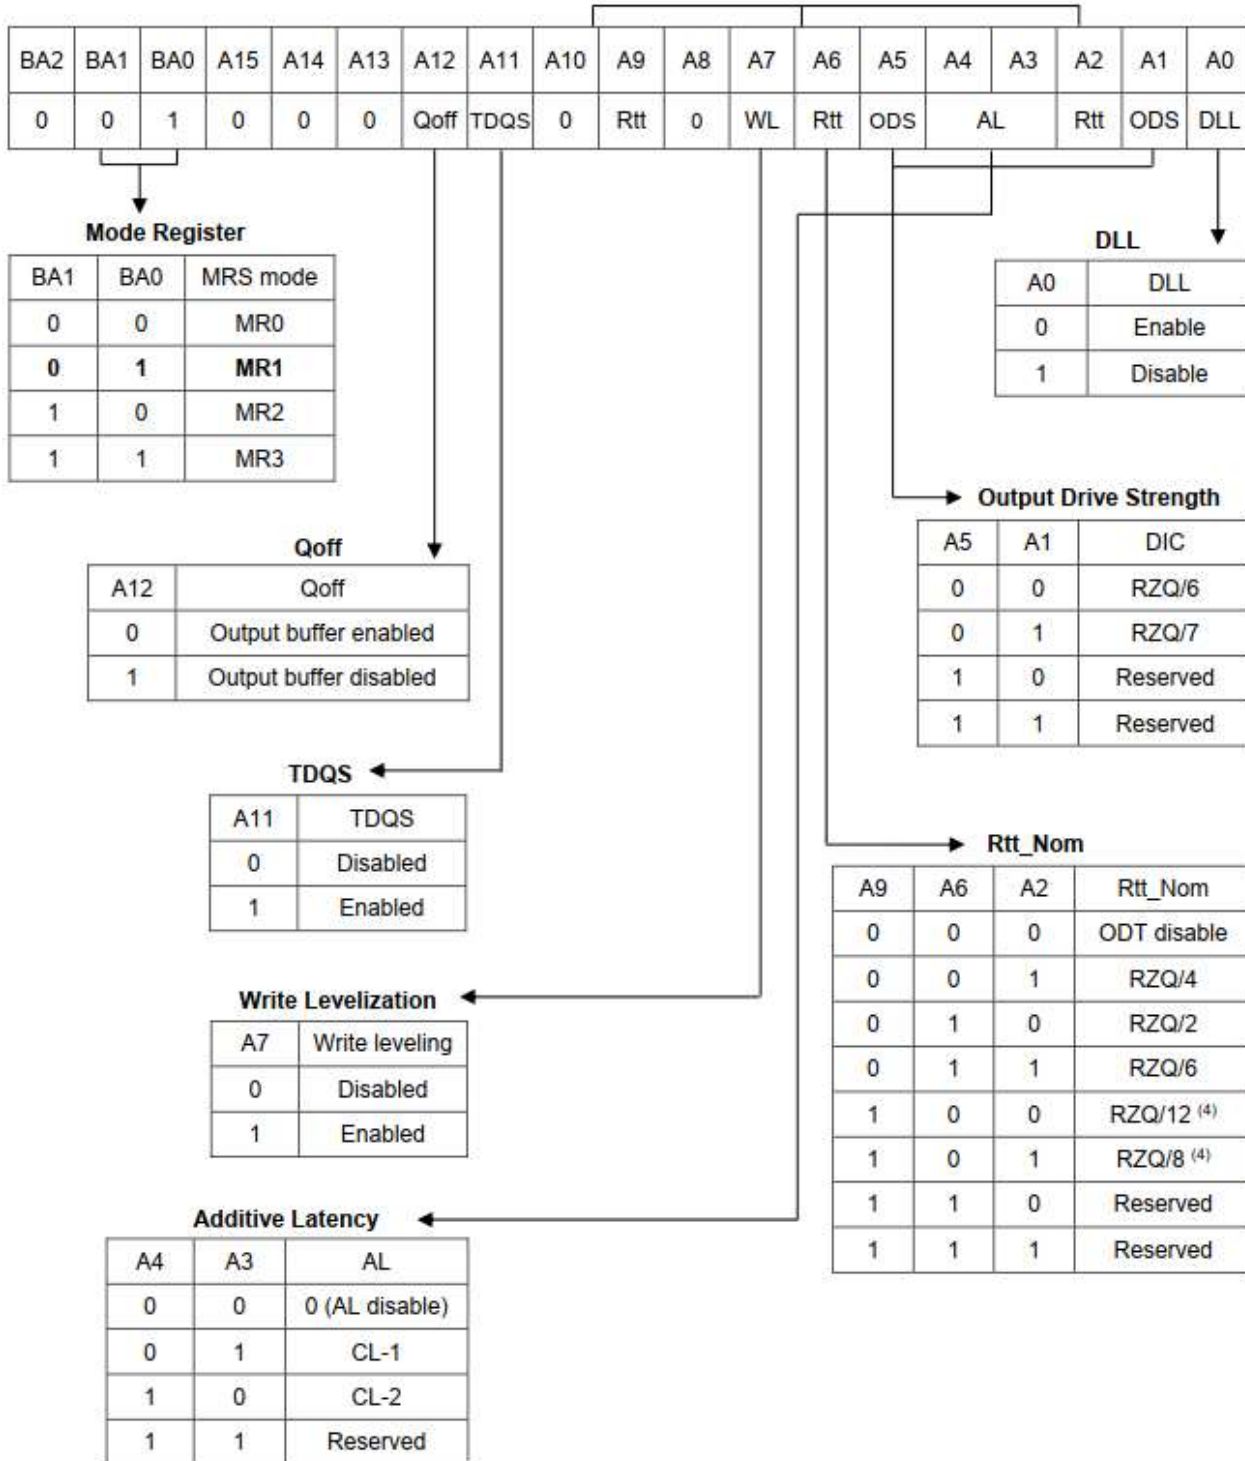 BA2 BA1 BA0 A15 A14 A13 A12 A11 A10 A9 A8 A7 A6 A5 A4 A3 A2 A1 A0
0 0 1 0 0 0 Qoff TDQS 0 Rtt 0 WL Rtt ODS AL Rtt ODS DLL
Mode Register
BA1 BA0 MRS mode
0 0 MR0
0 1 MR1
1 0 MR2
1 1 MR3
DLL
A0 DLL
0 Enable
1 Disable
Output Drive Strength
A5 A1 DIC
0 0 RZQ/6
0 1 RZQ/7
1 0 Reserved
1 1 Reserved
Qoff
A12 Qoff
0 Output buffer enabled
1 Output buffer disabled
TDQS
A11 TDQS
0 Disabled
1 Enabled
Rtt_Nom
A9 A6 A2 Rtt_Nom
0 0 0 ODT disable
0 0 1 RZQ/4
0 1 0 RZQ/2
0 1 1 RZQ/6
1 0 0 RZQ/12 (4)
1 0 1 RZQ/8 (4)
1 1 0 Reserved
1 1 1 Reserved
Write Levelization
A7 Write leveling
0 Disabled
1 Enabled
Additive Latency
A4 A3 AL
0 0 0 (AL disable)
0 1 CL-1
1 0 CL-2
1 1 Reserved